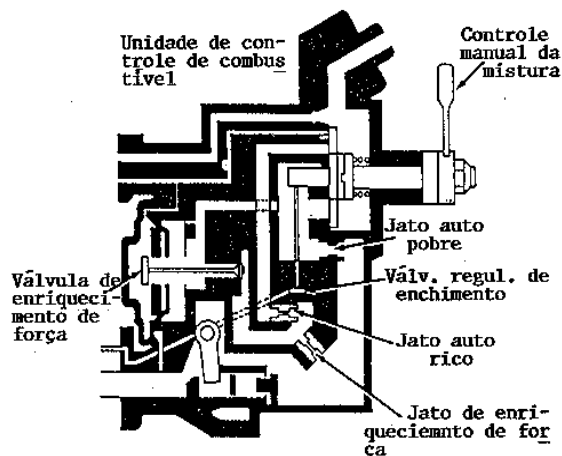 Unidade de con-
trole de combus
tível
Controle
manual da
mistura
Jato auto
pobre
Válvula de
enriqueci-
mento de
força
Válv. regul. de
enchimento
Jato auto
rico
Jato de enri-
queciemnto de for
ca